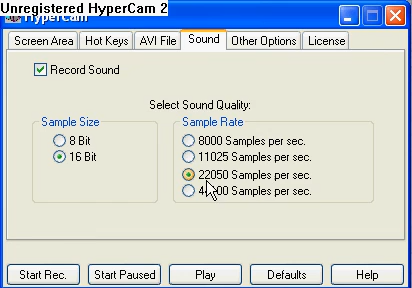 Unregistered HyperCam 2
HyperCam
Screen Area Hot Keys AVI File Sound Other Options License
Record Sound
Select Sound Quality:
Sample Size
8 Bit
16 Bit
Sample Rate
8000 Samples per sec.
11025 Samples per sec.
22050 Samples per sec.
Samples per sec.
Start Rec. Start Paused Play Defaults Help